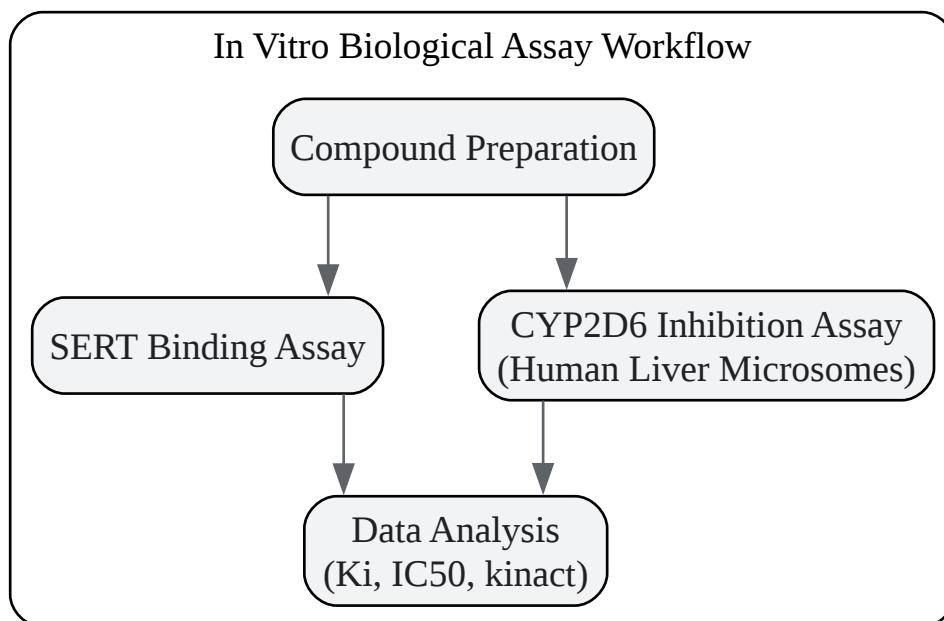 In Vitro Biological Assay Workflow
Compound Preparation
SERT Binding Assay
CYP2D6 Inhibition Assay
(Human Liver Microsomes)
Data Analysis
(Ki, IC50, kinact)